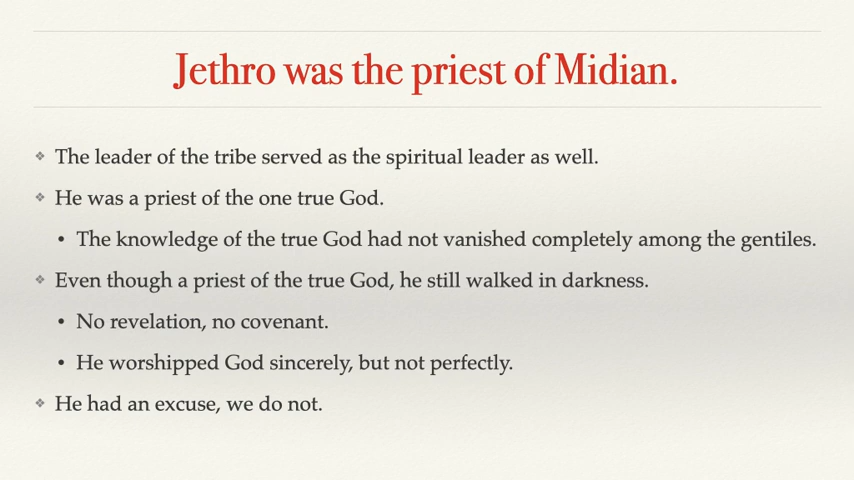 Jethro was the priest of Midian.
The leader of the tribe served as the spiritual leader as well.
He was a priest of the one true God.
The knowledge of the true God had not vanished completely among the gentiles.
Even though a priest of the true God, he still walked in darkness.
No revelation, no covenant.
He worshipped God sincerely, but not perfectly.
He had an excuse, we do not.